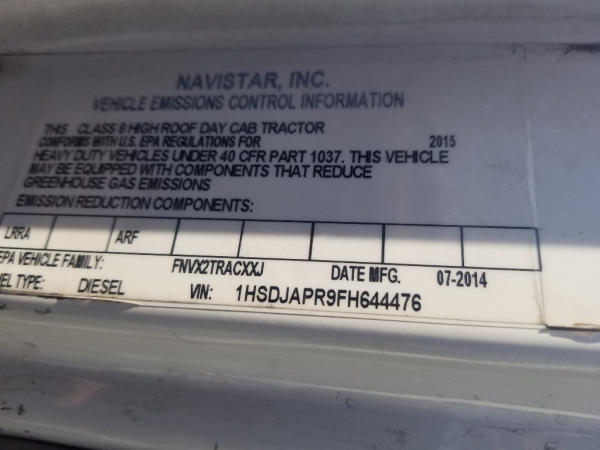 NAVISTAR, INC.
VEHICLE EMISSIONS CONTROL INFORMATION
THIS CLASS 8 HIGH ROOF DAY CAB TRACTOR
CONFORMS WITH U.S. EPA REGULATIONS FOR 2015
HEAVY DUTY VEHICLES UNDER 40 CFR PART 1037. THIS VEHICLE
MAY BE EQUIPPED WITH COMPONENTS THAT REDUCE
GREENHOUSE GAS EMISSIONS
EMISSION REDUCTION COMPONENTS:
LRRA ARF
EPA VEHICLE FAMILY: FNVX2TRACXXJ DATE MFG. 07-2014
UEL TYPE: DIESEL VIN: 1HSDJAPR9FH644476